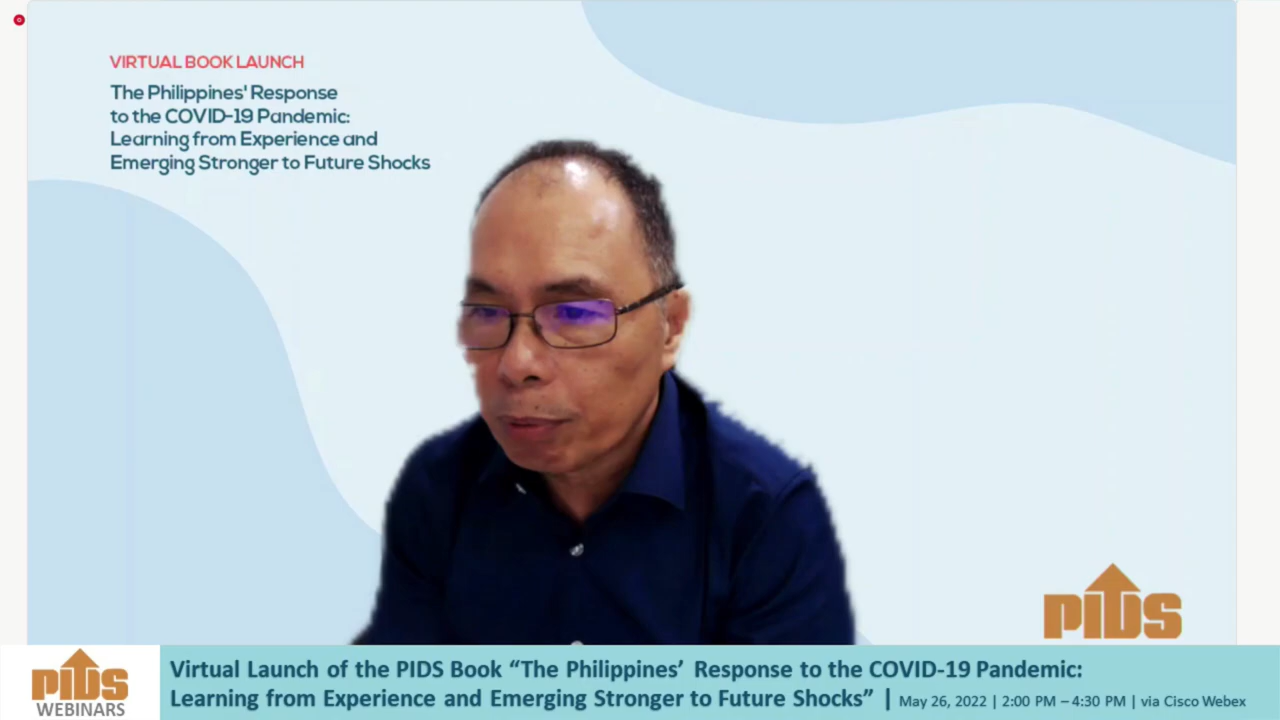 VIRTUAL BOOK LAUNCH
The Philippines' Response
to the COVID-19 Pandemic:
Learning from Experience and
Emerging Stronger to Future Shocks
PIDS
PIDS
WEBINARS
Virtual Launch of the PIDS Book “The Philippines’ Response to the COVID-19 Pandemic:
Learning from Experience and Emerging Stronger to Future Shocks” | May 26, 2022 | 2:00 PM – 4:30 PM | via Cisco Webex